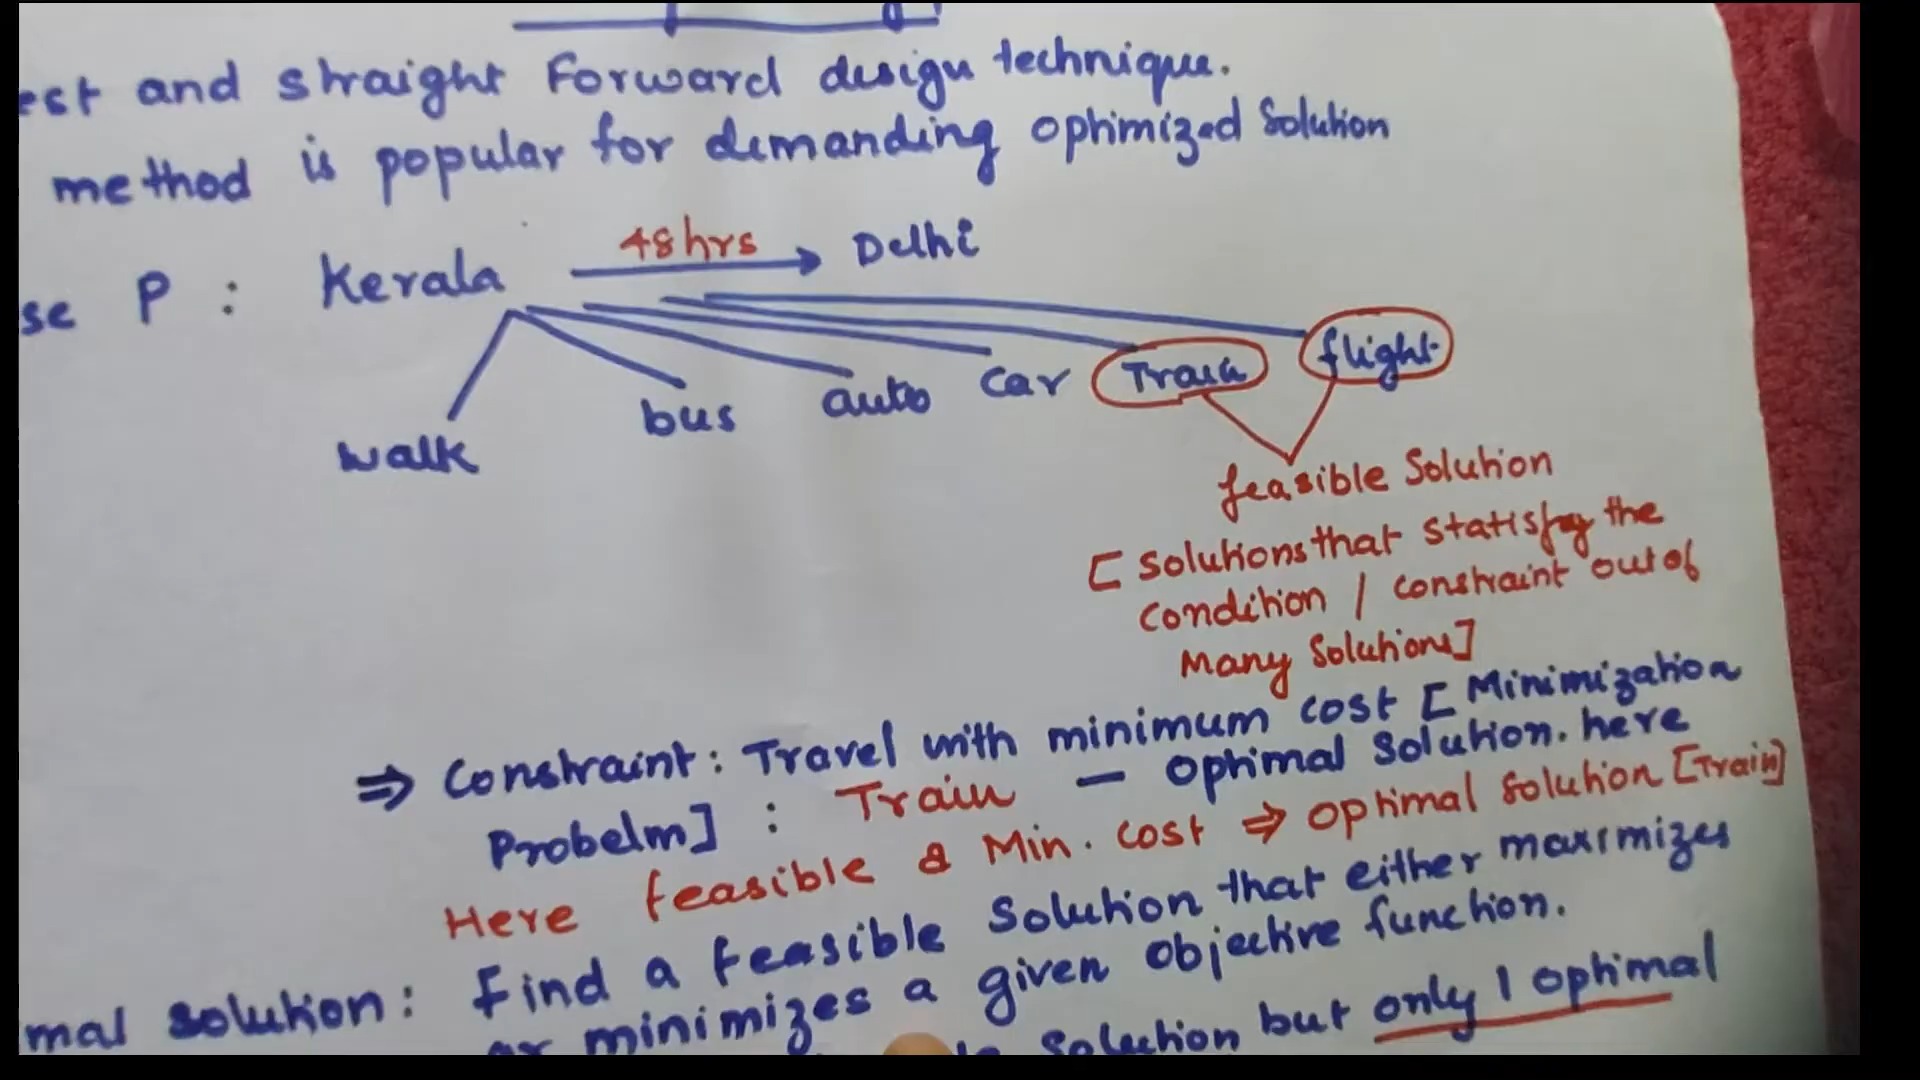 est and straight Forward design technique.
method is popular for demanding optimized Solution
se P : Kerala 48hrs Delhi
walk bus auto car Train flight
feasible Solution
[ Solutions that statisfy the
condition / constraint out of
Many Solutions]
⇒ Constraint : Travel with minimum cost [ Minimization
Probelm] : Train - optimal solution. here
Here feasible & Min. cost ⇒ optimal solution [Train]
mal solution : Find a feasible solution that either maximizes
or minimizes a given objective function.
solution but only 1 optimal